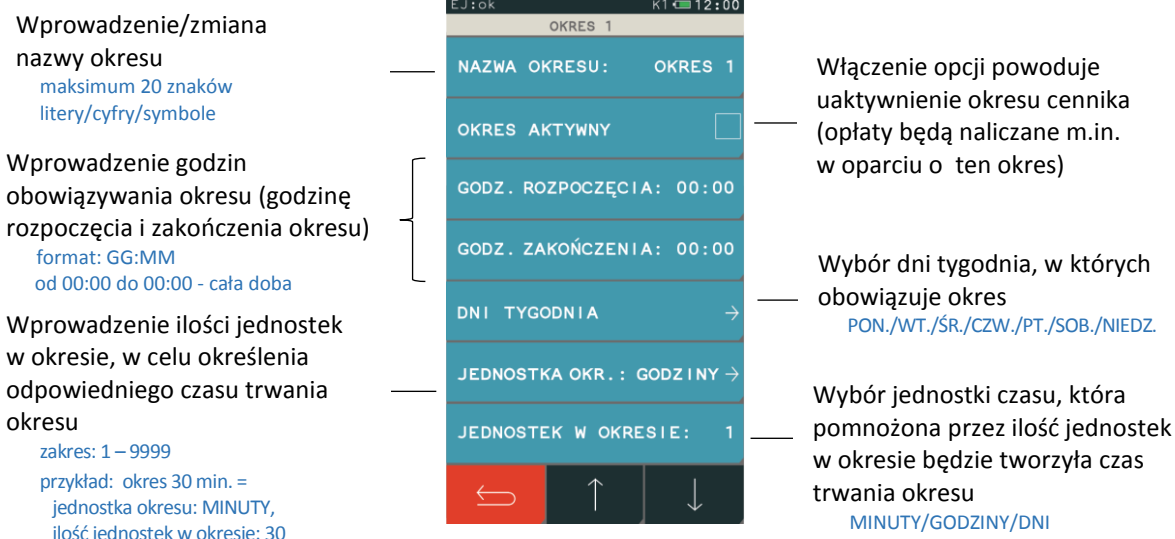 Wprowadzenie/zmiana
nazwy okresu
maksimum 20 znaków
litery/cyfry/symbole
Wprowadzenie godzin
obowiązywania okresu (godzinę
rozpoczęcia i zakończenia okresu)
format: GG:MM
od 00:00 do 00:00 - cała doba
Wprowadzenie ilości jednostek
w okresie, w celu określenia
odpowiedniego czasu trwania
okresu
zakres: 1 – 9999
przykład: okres 30 min. =
jednostka okresu: MINUTY,
ilość jednostek w okresie: 30
EJ:ok K1 12:00
OKRES 1
NAZWA OKRESU: OKRES 1
OKRES AKTYWNY
GODZ. ROZPOCZĘCIA: 00:00
GODZ. ZAKOŃCZENIA: 00:00
DNI TYGODNIA →
JEDNOSTKA OKR.: GODZINY →
JEDNOSTEK W OKRESIE: 1
Włączenie opcji powoduje
uaktywnienie okresu cennika
(opłaty będą naliczane m.in.
w oparciu o ten okres)
Wybór dni tygodnia, w których
obowiązuje okres
PON./WT./ŚR./CZW./PT./SOB./NIEDZ.
Wybór jednostki czasu, która
pomnożona przez ilość jednostek
w okresie będzie tworzyła czas
trwania okresu
MINUTY/GODZINY/DNI